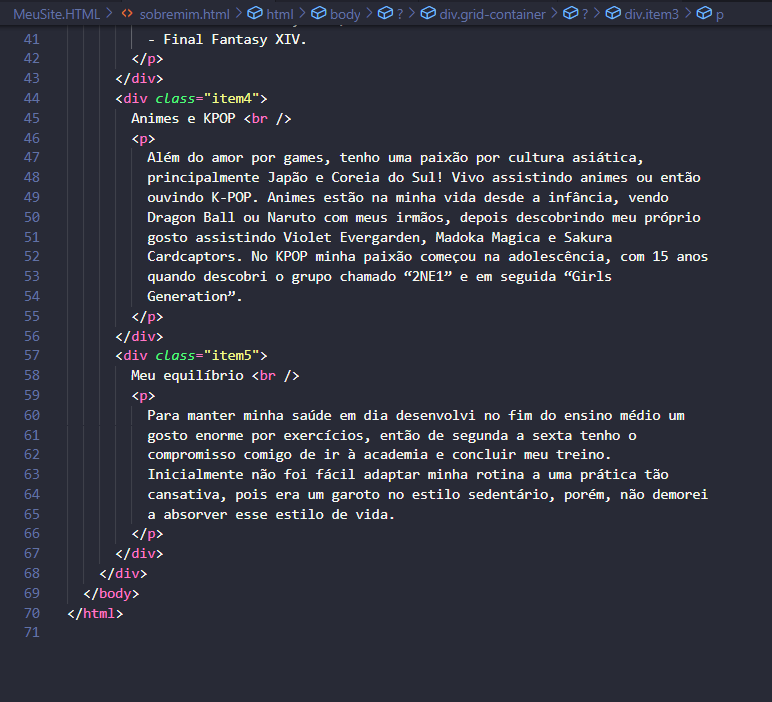 MeuSite.HTML > <> sobremim.html > html > body > ? > div.grid-container > ? > div.item3 > p
41 - Final Fantasy XIV.
42 </p>
43 </div>
44 <div class="item4">
45 Animes e KPOP <br />
46 <p>
47 Além do amor por games, tenho uma paixão por cultura asiática,
48 principalmente Japão e Coreia do Sul! Vivo assistindo animes ou então
49 ouvindo K-POP. Animes estão na minha vida desde a infância, vendo
50 Dragon Ball ou Naruto com meus irmãos, depois descobrindo meu próprio
51 gosto assistindo Violet Evergarden, Madoka Magica e Sakura
52 Cardcaptors. No KPOP minha paixão começou na adolescência, com 15 anos
53 quando descobri o grupo chamado “2NE1” e em seguida “Girls
54 Generation”.
55 </p>
56 </div>
57 <div class="item5">
58 Meu equilíbrio <br />
59 <p>
60 Para manter minha saúde em dia desenvolvi no fim do ensino médio um
61 gosto enorme por exercícios, então de segunda a sexta tenho o
62 compromisso comigo de ir à academia e concluir meu treino.
63 Inicialmente não foi fácil adaptar minha rotina a uma prática tão
64 cansativa, pois era um garoto no estilo sedentário, porém, não demorei
65 a absorver esse estilo de vida.
66 </p>
67 </div>
68 </div>
69 </body>
70 </html>
71